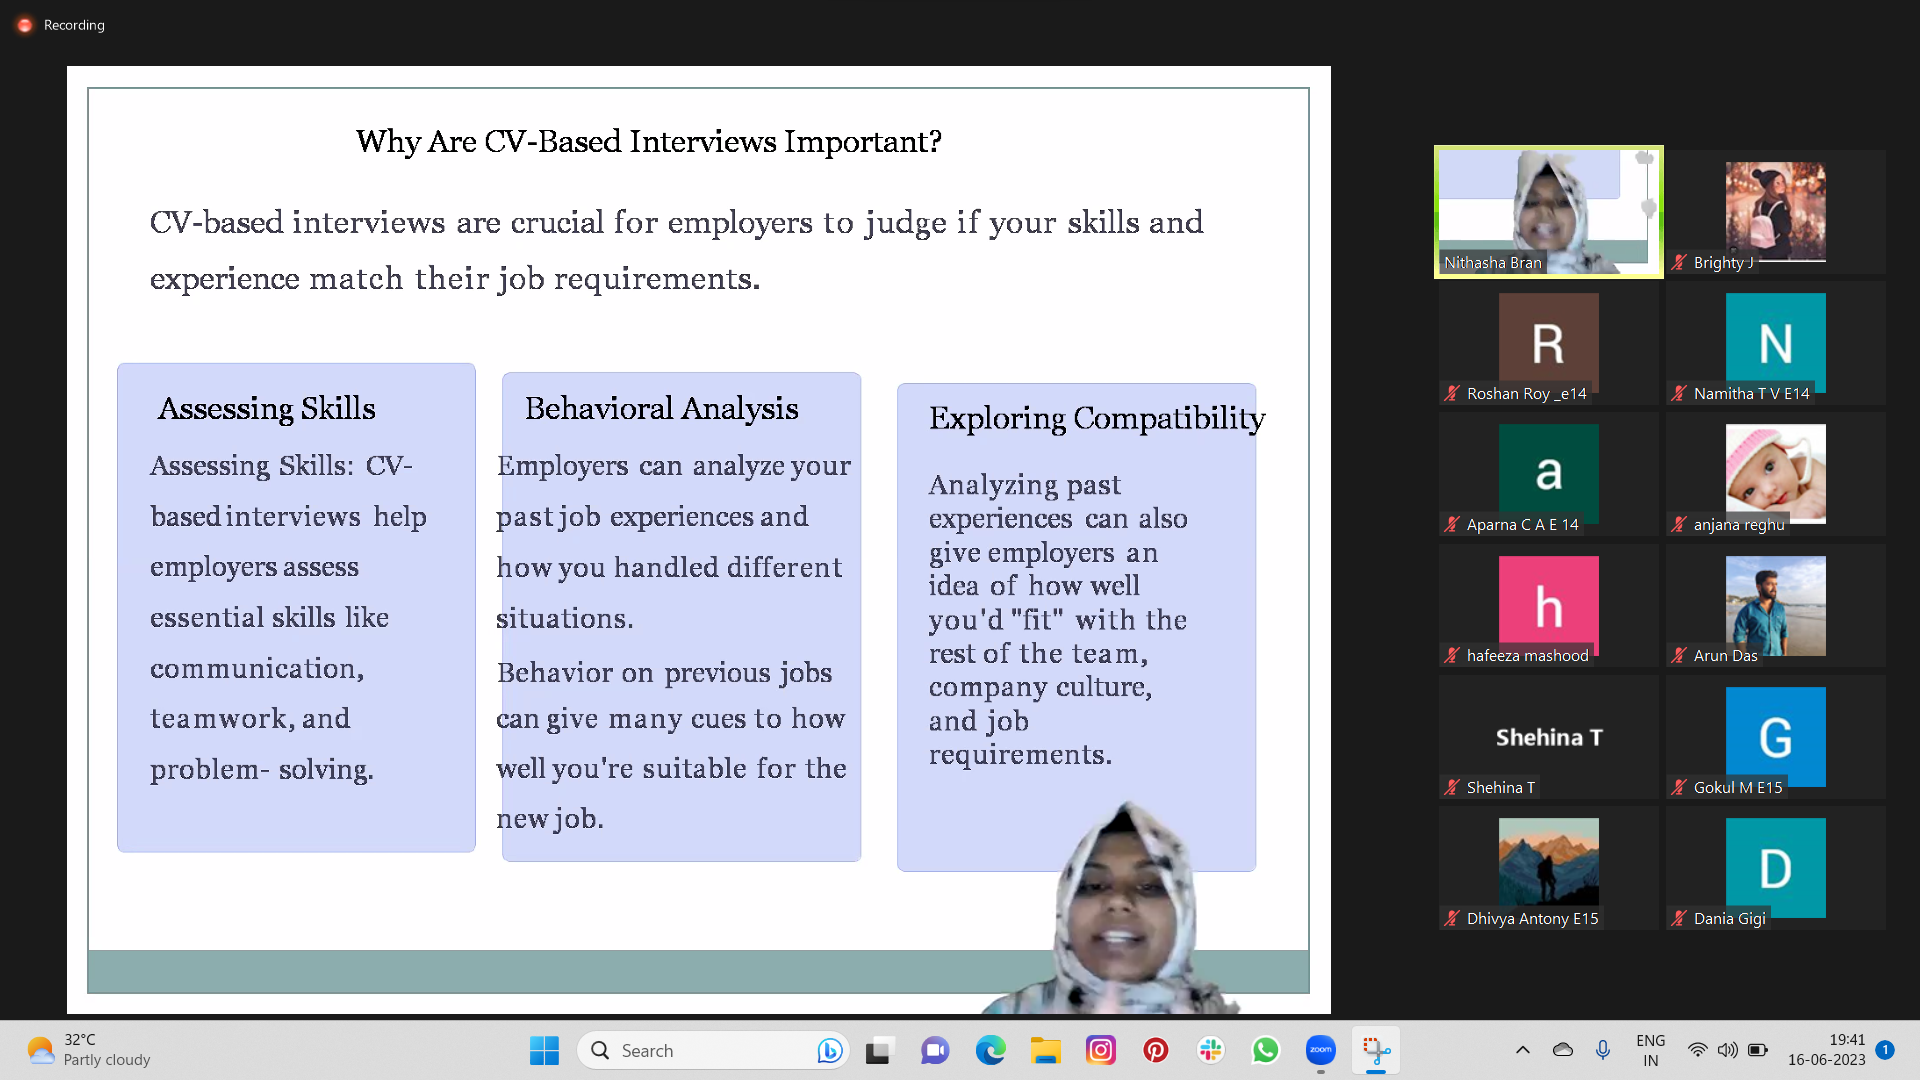 Recording
Why Are CV-Based Interviews Important?
CV-based interviews are crucial for employers to judge if your skills and
experience match their job requirements.
Assessing Skills
Assessing Skills: CV-
based interviews help
employers assess
essential skills like
communication,
teamwork, and
problem- solving.
Behavioral Analysis
Employers can analyze your
past job experiences and
how you handled different
situations.
Behavior on previous jobs
can give many cues to how
well you're suitable for the
new job.
Exploring Compatibility
Analyzing past
experiences can also
give employers an
idea of how well
you'd "fit" with the
rest of the team,
company culture,
and job
requirements.
Nithasha Bran
Brighty J
R
Roshan Roy _e14
N
Namitha T V E14
a
Aparna C A E 14
anjana reghu
h
hafeeza mashood
Arun Das
Shehina T
Shehina T
G
Gokul M E15
Dhivya Antony E15
D
Dania Gigi
32°C
Partly cloudy
Search
zoom
ENG
IN
19:41
16-06-2023
1